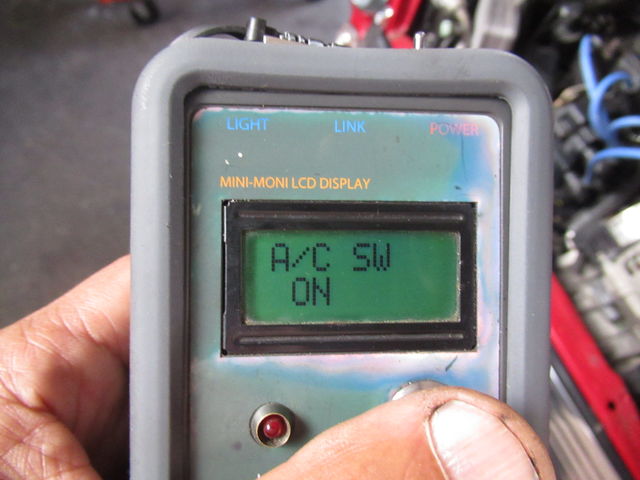 LIGHT LINK POWER
MINI-MONI LCD DISPLAY
A/C SW
ON